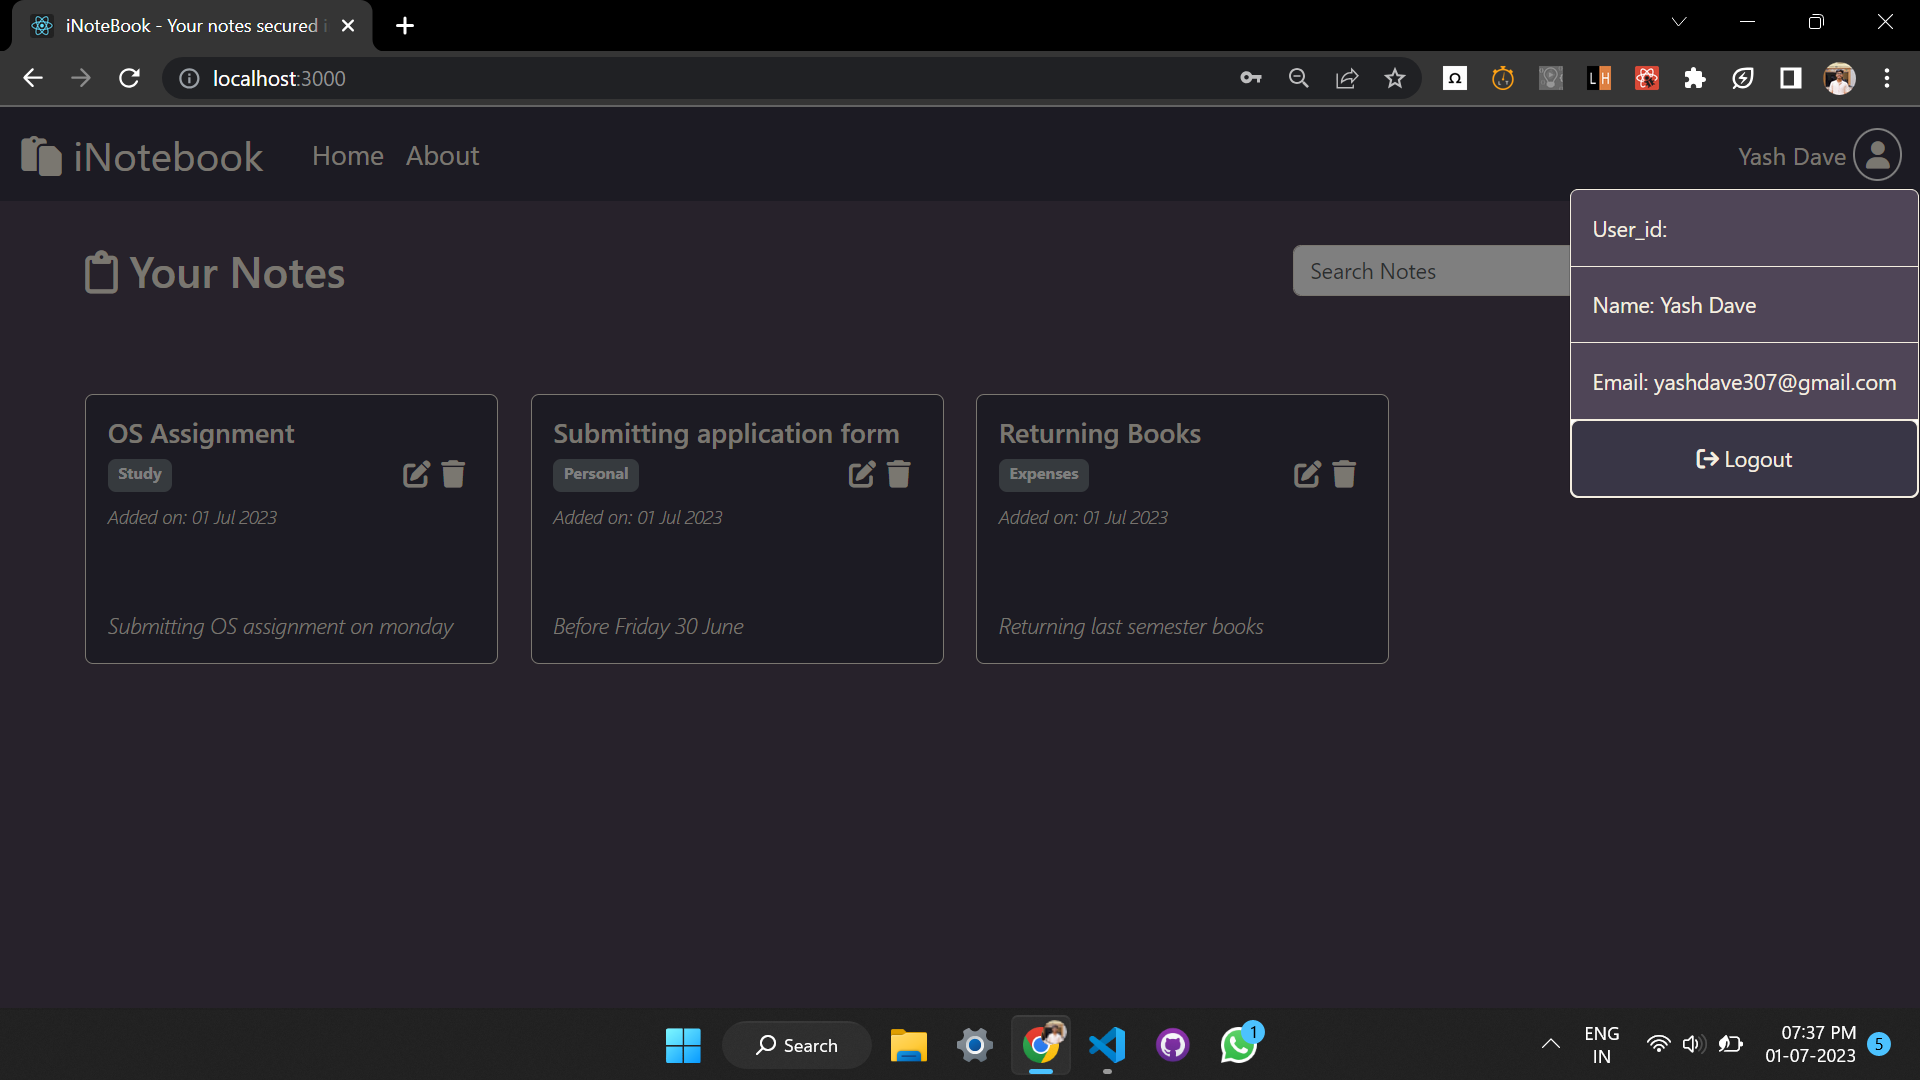 iNoteBook - Your notes secured
localhost:3000
LH
iNotebook
Home
About
Yash Dave
User_id:
Name: Yash Dave
Email: yashdave307@gmail.com
Logout
Your Notes
Search Notes
OS Assignment
Study
Added on: 01 Jul 2023
Submitting OS assignment on monday
Submitting application form
Personal
Added on: 01 Jul 2023
Before Friday 30 June
Returning Books
Expenses
Added on: 01 Jul 2023
Returning last semester books
Search
1
ENG
IN
07:37 PM
01-07-2023
5